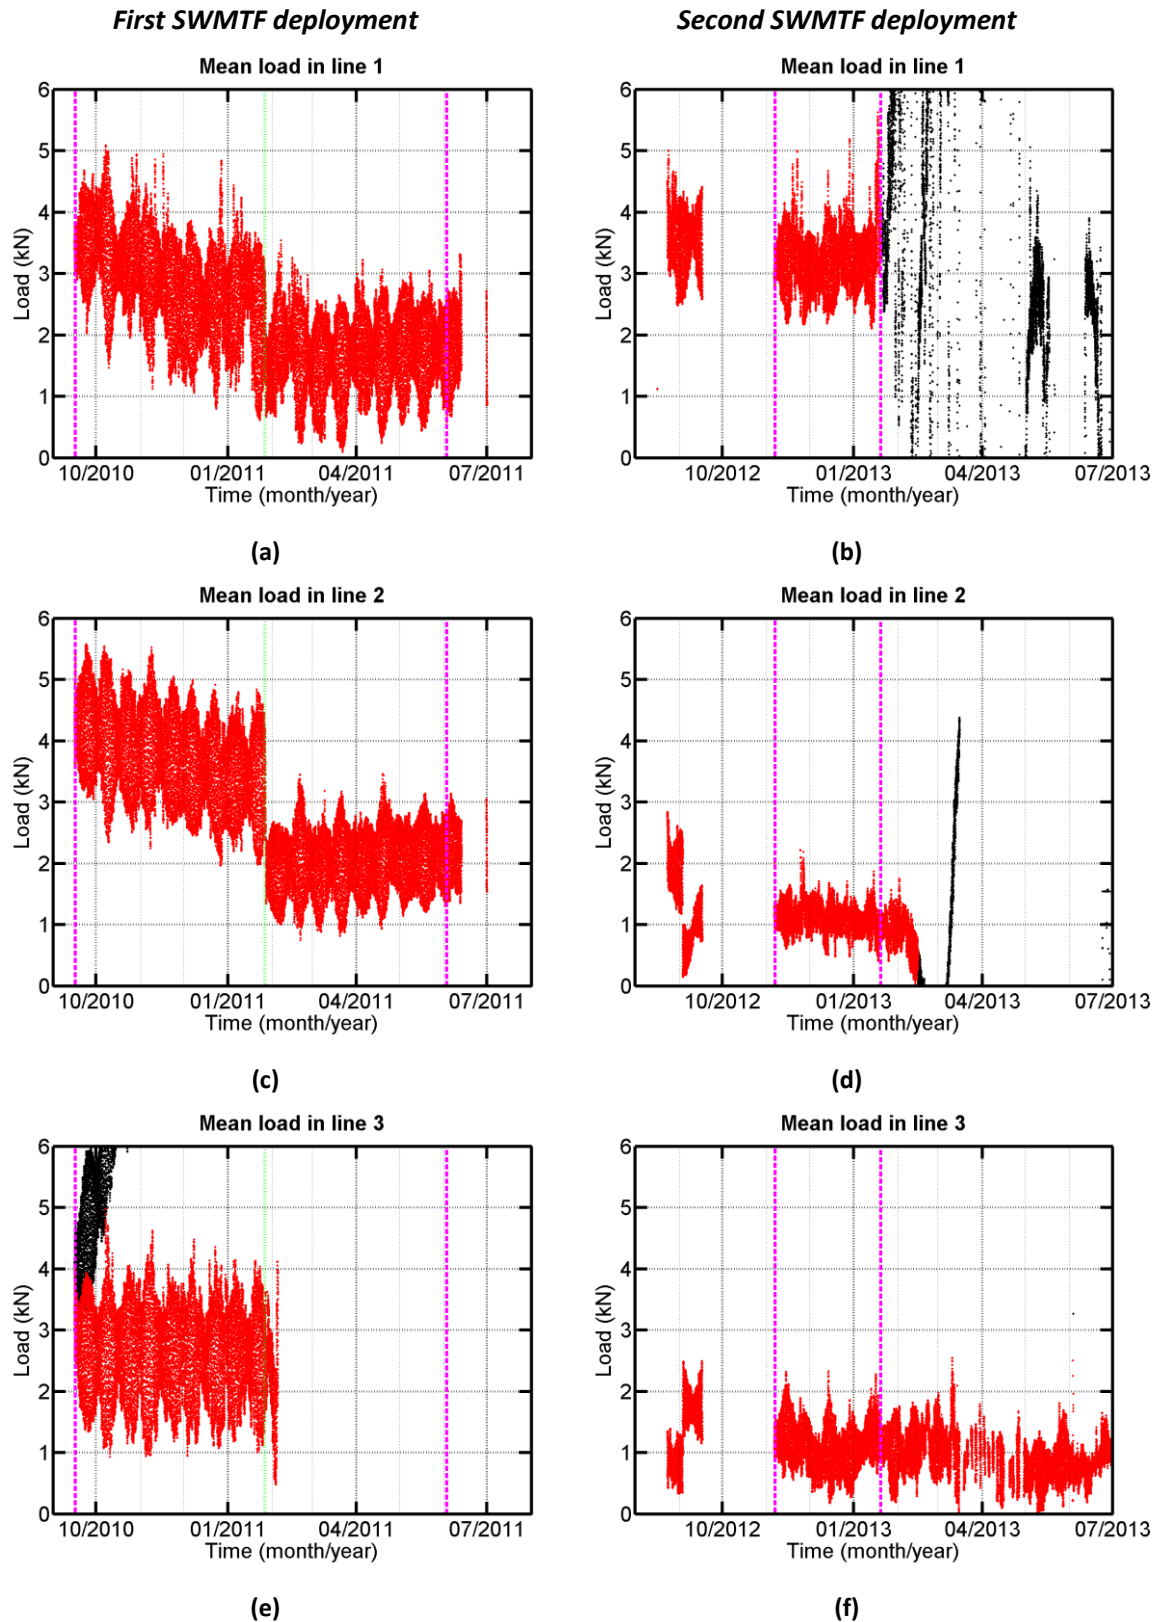 First SWMTF deployment
Second SWMTF deployment
Mean load in line 1
Load (kN)
6
5
4
3
2
1
0
10/2010 01/2011 04/2011 07/2011
Time (month/year)
(a)
Mean load in line 1
Load (kN)
6
5
4
3
2
1
0
10/2012 01/2013 04/2013 07/2013
Time (month/year)
(b)
Mean load in line 2
Load (kN)
6
5
4
3
2
1
0
10/2010 01/2011 04/2011 07/2011
Time (month/year)
(c)
Mean load in line 2
Load (kN)
6
5
4
3
2
1
0
10/2012 01/2013 04/2013 07/2013
Time (month/year)
(d)
Mean load in line 3
Load (kN)
6
5
4
3
2
1
0
10/2010 01/2011 04/2011 07/2011
Time (month/year)
(e)
Mean load in line 3
Load (kN)
6
5
4
3
2
1
0
10/2012 01/2013 04/2013 07/2013
Time (month/year)
(f)